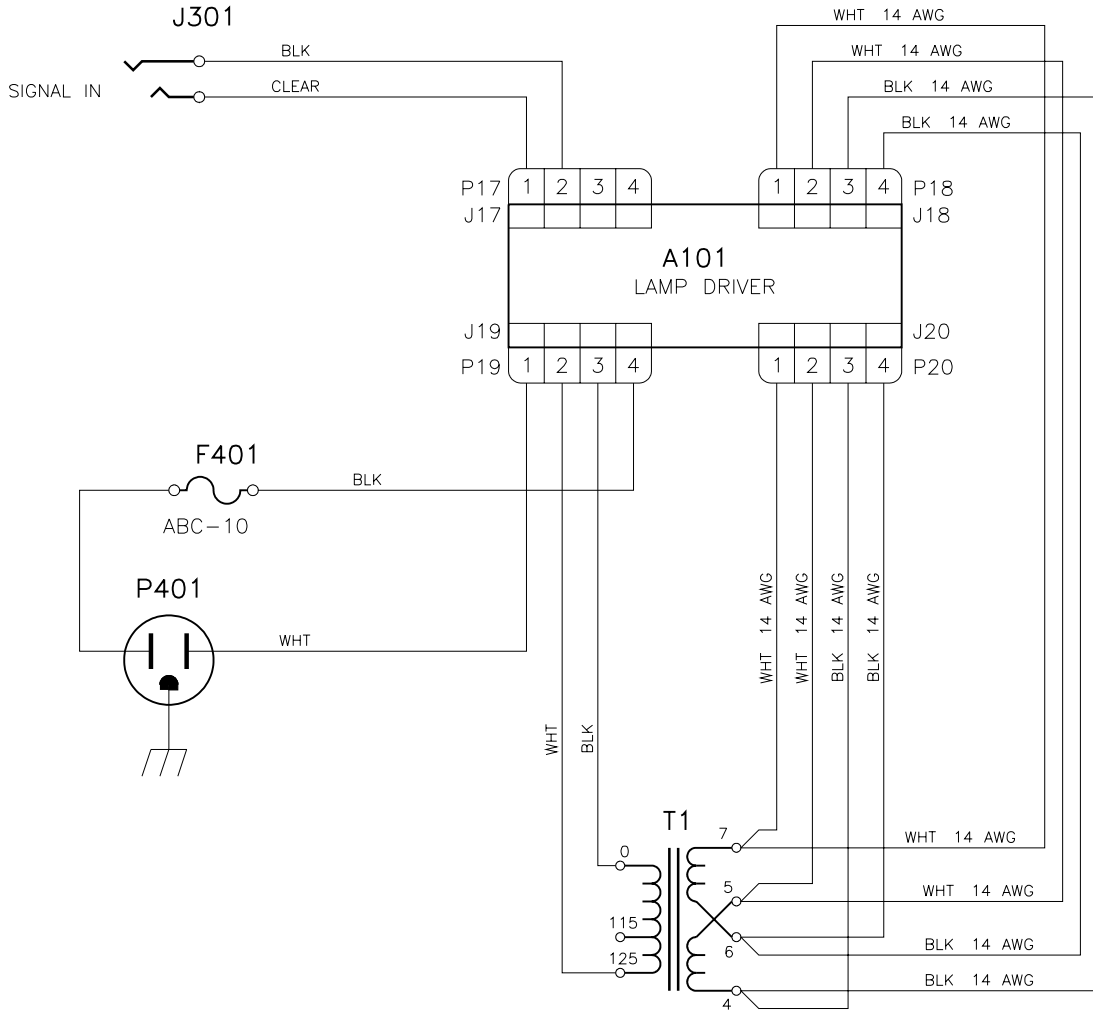 J301
WHT 14 AWG
BLK
WHT 14 AWG
SIGNAL IN
CLEAR
BLK 14 AWG
BLK 14 AWG
P17 1 2 3 4
1 2 3 4 P18
J17
J18
A101
LAMP DRIVER
J19
J20
P19 1 2 3 4
1 2 3 4 P20
F401
BLK
ABC-10
P401
WHT
WHT 14 AWG
WHT 14 AWG
BLK 14 AWG
BLK 14 AWG
WHT
BLK
T1
7
WHT 14 AWG
0
5
WHT 14 AWG
115
6
BLK 14 AWG
125
BLK 14 AWG
4